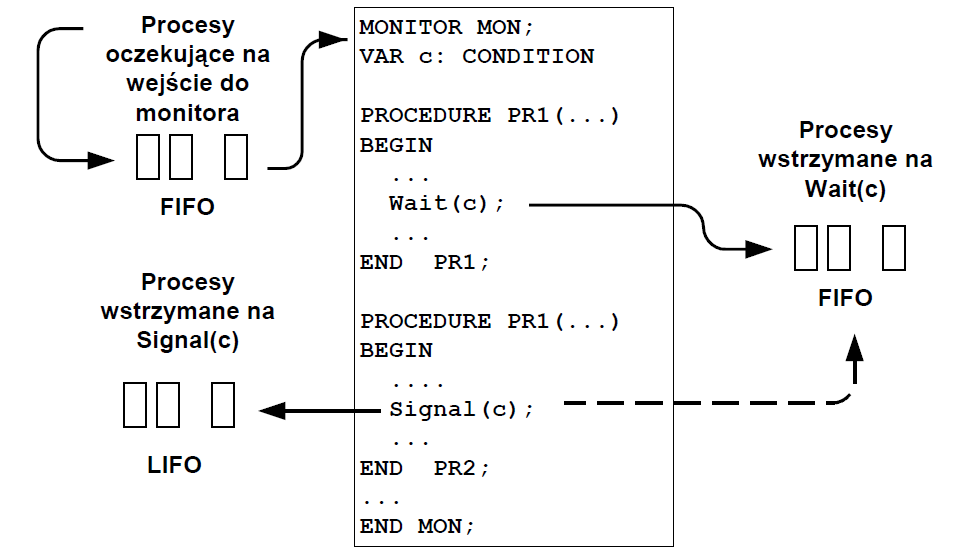 Procesy
oczekujące na
wejście do
monitora
FIFO
Procesy
wstrzymane na
Signal(c)
LIFO
MONITOR MON;
VAR c: CONDITION
PROCEDURE PR1(...)
BEGIN
...
Wait(c);
...
END PR1;
PROCEDURE PR1(...)
BEGIN
....
Signal(c);
...
END PR2;
...
END MON;
Procesy
wstrzymane na
Wait(c)
FIFO